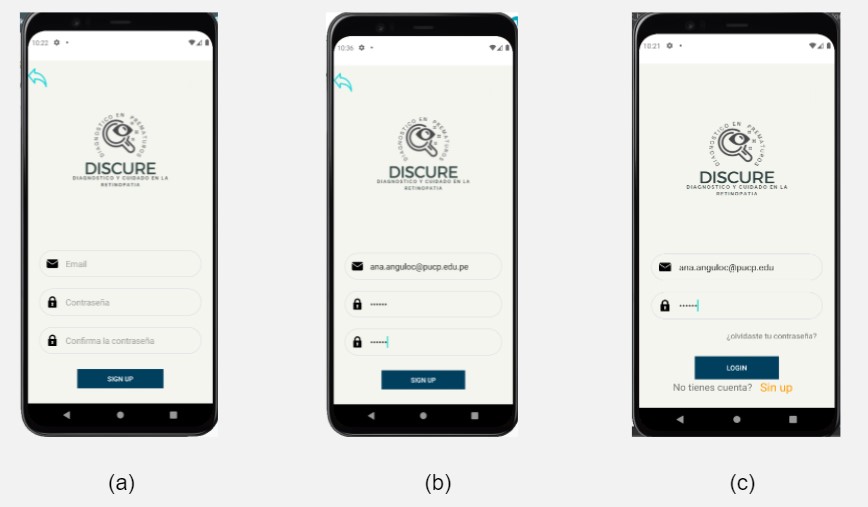 10:22
DIAGNOSTICO EN PREMATUROS
DISCURE
DIAGNOSTICO Y CUIDADO EN LA
RETINOPATIA
Email
Contraseña
Confirma la contraseña
SIGN UP
(a)
10:36
DIAGNOSTICO EN PREMATUROS
DISCURE
DIAGNOSTICO Y CUIDADO EN LA
RETINOPATIA
ana.anguloc@pucp.edu.pe
······
······
SIGN UP
(b)
10:21
DIAGNOSTICO EN PREMATUROS
DISCURE
DIAGNOSTICO Y CUIDADO EN LA
RETINOPATIA
ana.anguloc@pucp.edu
······
¿olvidaste tu contraseña?
LOGIN
No tienes cuenta? Sin up
(c)